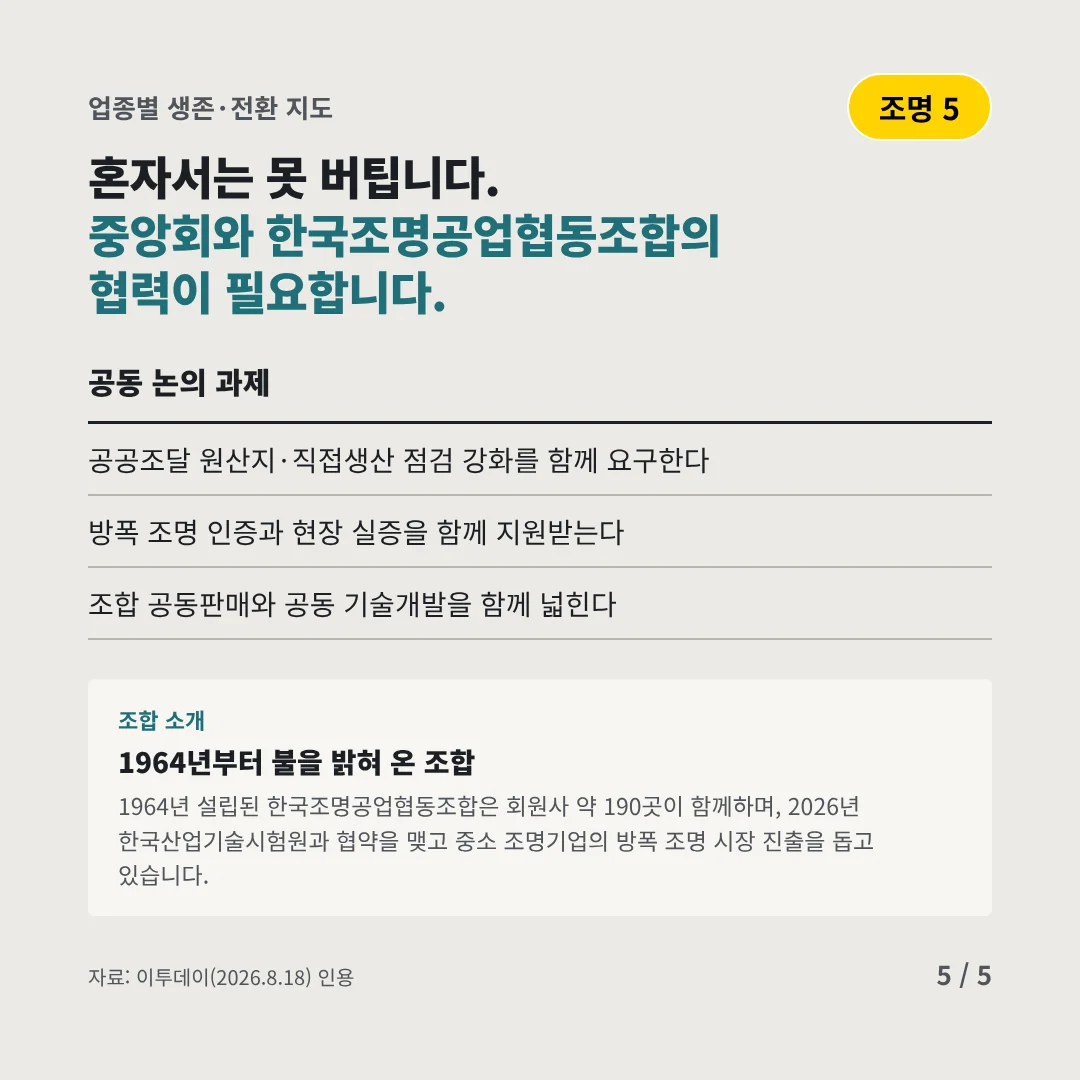 업종별 생존·전환 지도
조명 5
혼자서는 못 버팁니다.
중앙회와 한국조명공업협동조합의
협력이 필요합니다.
공동 논의 과제
공공조달 원산지·직접생산 점검 강화를 함께 요구한다
방폭 조명 인증과 현장 실증을 함께 지원받는다
조합 공동판매와 공동 기술개발을 함께 넓힌다
조합 소개
1964년부터 불을 밝혀 온 조합
1964년 설립된 한국조명공업협동조합은 회원사 약 190곳이 함께하며, 2026년
한국산업기술시험원과 협약을 맺고 중소 조명기업의 방폭 조명 시장 진출을 돕고
있습니다.
자료: 이투데이(2026.8.18) 인용
5 / 5